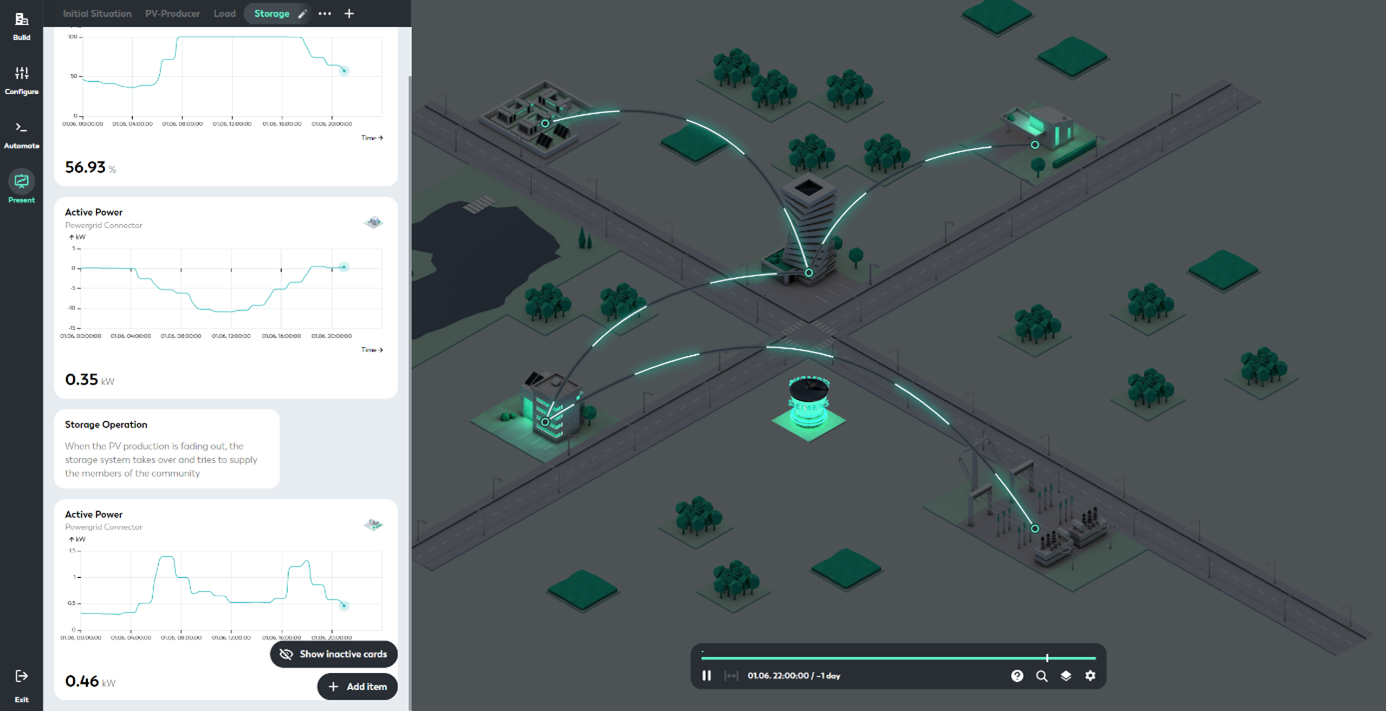 Build
Configure
Automate
Present
Exit
Initial Situation PV-Producer Load Storage
100
50
0
01.06. 00:00:00 01.06. 04:00:00 01.06. 08:00:00 01.06. 12:00:00 01.06. 16:00:00 01.06. 20:00:00
Time →
56.93 %
Active Power
Powergrid Connector
↑ kW
5
0
-5
-10
-15
01.06. 00:00:00 01.06. 04:00:00 01.06. 08:00:00 01.06. 12:00:00 01.06. 16:00:00 01.06. 20:00:00
Time →
0.35 kW
Storage Operation
When the PV production is fading out, the
storage system takes over and tries to supply
the members of the community
Active Power
Powergrid Connector
↑ kW
1.5
1
0.5
0
01.06. 00:00:00 01.06. 04:00:00 01.06. 08:00:00 01.06. 12:00:00 01.06. 16:00:00 01.06. 20:00:00
Show inactive cards
0.46 kW
Add item
01.06. 22:00:00 / ~1 day